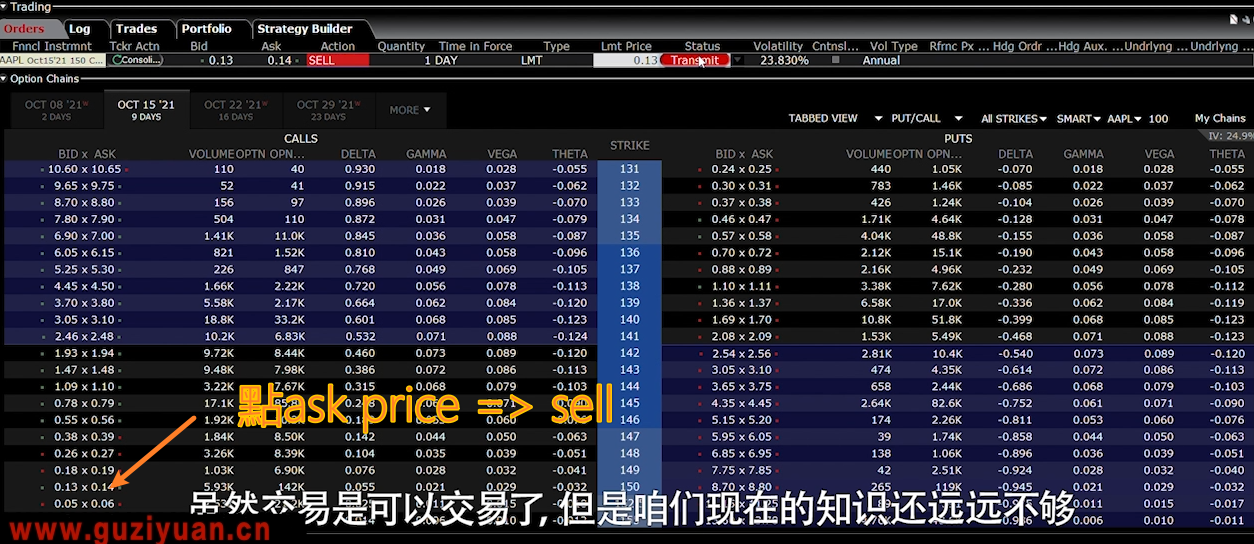 Trading
Orders Log Trades Portfolio Strategy Builder
Fnncl Instrmnt Tckr Actn Bid Ask Action Quantity Time in Force Type Lmt Price Status Volatility Cntnsl... Vol Type Rfrnc Px ... Hdg Ordr ... Hdg Aux. ... Undrlyng ... Undrlyng ...
AAPL Oct15'21 150 C... Consoli... 0.13 0.14 SELL 1 DAY LMT 0.13 Transmit 23.830% Annual
Option Chains
OCT 08 '21 W OCT 15 '21 OCT 22 '21 W OCT 29 '21 W MORE
2 DAYS 9 DAYS 16 DAYS 23 DAYS
TABBED VIEW PUT/CALL All STRIKES SMART AAPL 100 My Chains
CALLS PUTS IV: 24.9%
BID x ASK VOLUME OPTN OPN... DELTA GAMMA VEGA THETA STRIKE BID x ASK VOLUME OPTN OPN... DELTA GAMMA VEGA THETA
10.60 x 10.65 110 40 0.930 0.018 0.028 -0.055 131 0.24 x 0.25 440 1.05K -0.070 0.018 0.028 -0.055
9.65 x 9.75 52 41 0.915 0.022 0.037 -0.062 132 0.30 x 0.31 783 1.46K -0.085 0.022 0.037 -0.062
8.70 x 8.80 156 97 0.896 0.026 0.039 -0.070 133 0.37 x 0.38 426 1.24K -0.104 0.026 0.039 -0.070
7.80 x 7.90 504 110 0.872 0.031 0.047 -0.079 134 0.46 x 0.47 1.71K 4.64K -0.128 0.031 0.047 -0.078
6.90 x 7.00 1.41K 11.0K 0.845 0.036 0.058 -0.087 135 0.57 x 0.58 4.04K 48.8K -0.155 0.036 0.058 -0.087
6.05 x 6.15 821 1.52K 0.810 0.043 0.058 -0.096 136 0.70 x 0.72 2.12K 15.1K -0.190 0.043 0.058 -0.096
5.25 x 5.30 226 847 0.768 0.049 0.069 -0.105 137 0.88 x 0.89 2.16K 4.96K -0.232 0.049 0.069 -0.105
4.45 x 4.50 1.66K 2.22K 0.720 0.056 0.078 -0.113 138 1.10 x 1.11 3.38K 7.62K -0.280 0.056 0.078 -0.112
3.70 x 3.80 5.58K 2.17K 0.664 0.062 0.084 -0.120 139 1.36 x 1.37 6.58K 17.0K -0.336 0.062 0.084 -0.119
3.05 x 3.10 18.8K 33.2K 0.601 0.068 0.085 -0.123 140 1.69 x 1.70 10.8K 51.8K -0.399 0.068 0.085 -0.123
2.46 x 2.48 10.2K 6.83K 0.532 0.071 0.088 -0.124 141 2.08 x 2.09 1.53K 5.49K -0.468 0.071 0.088 -0.123
1.93 x 1.94 9.72K 8.44K 0.460 0.073 0.089 -0.120 142 2.54 x 2.56 2.81K 10.4K -0.540 0.073 0.089 -0.120
1.47 x 1.48 9.48K 7.98K 0.386 0.072 0.086 -0.113 143 3.05 x 3.10 474 4.35K -0.614 0.072 0.086 -0.113
1.09 x 1.10 3.22K 7.67K 0.315 0.068 0.079 -0.103 144 3.65 x 3.75 658 2.44K -0.686 0.068 0.079 -0.103
0.78 x 0.79 17.1K 145 4.35 x 4.45 2.64K 82.6K -0.752 0.061 0.071 -0.090
點ask price => sell
0.55 x 0.56 1.92K 146 5.15 x 5.20 174 2.26K -0.811 0.053 0.060 -0.076
0.38 x 0.39 1.84K 8.50K 0.142 0.044 0.050 -0.063 147 5.95 x 6.05 39 1.74K -0.858 0.044 0.050 -0.063
0.26 x 0.27 3.26K 8.39K 0.104 0.035 0.039 -0.051 148 6.85 x 6.95 138 1.06K -0.896 0.036 0.039 -0.051
0.18 x 0.19 1.03K 6.90K 0.076 0.028 0.032 -0.041 149 7.75 x 7.85 42 2.51K -0.924 0.028 0.032 -0.040
0.13 x 0.14 5.93K 142K 0.055 0.021 0.029 -0.032 150 8.70 x 8.80 265 119K -0.945 0.021 0.029 -0.032
0.05 x 0.06
虽然交易是可以交易了,但是咱们现在的知识还远远不够
www.guziyuan.cn